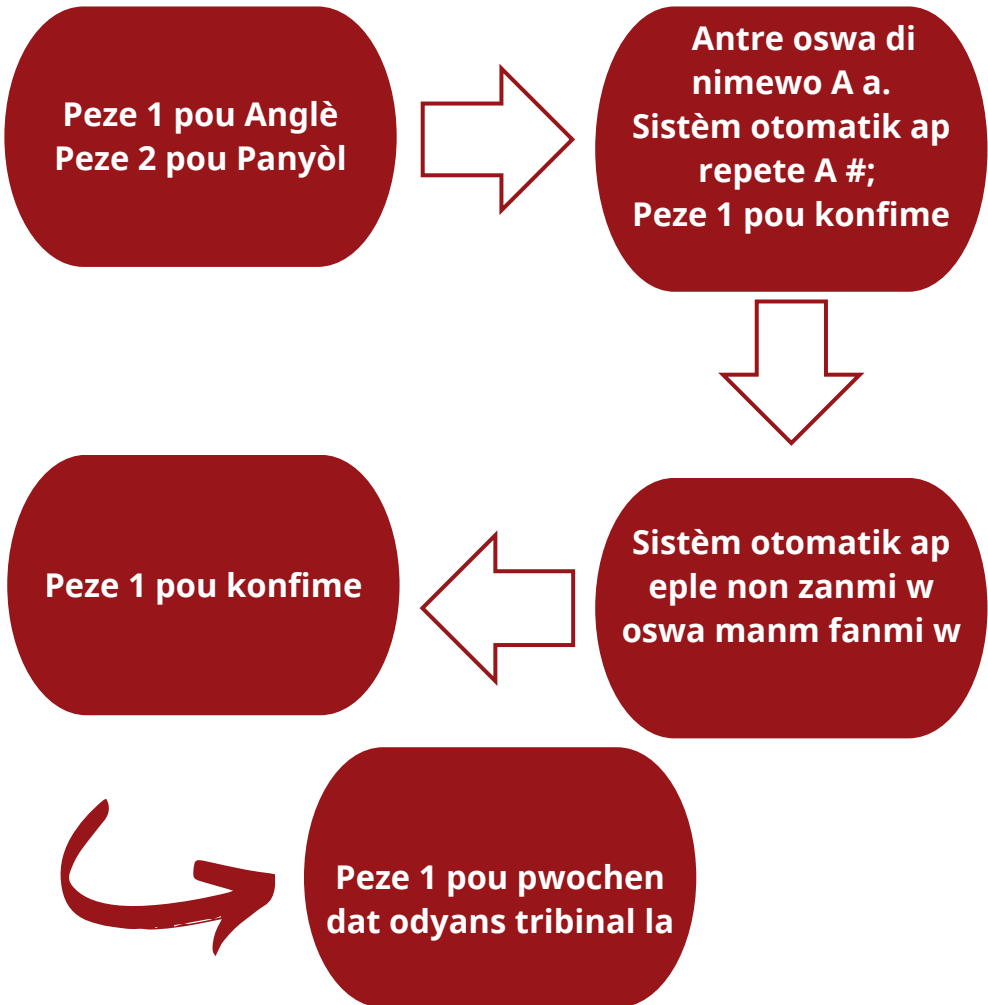 Peze 1 pou Anglè
Peze 2 pou Panyòl
Antre oswa di
nimewo A a.
Sistèm otomatik ap
repete A #;
Peze 1 pou konfime
Sistèm otomatik ap
eple non zanmi w
oswa manm fanmi w
Peze 1 pou konfime
Peze 1 pou pwochen
dat odyans tribinal la